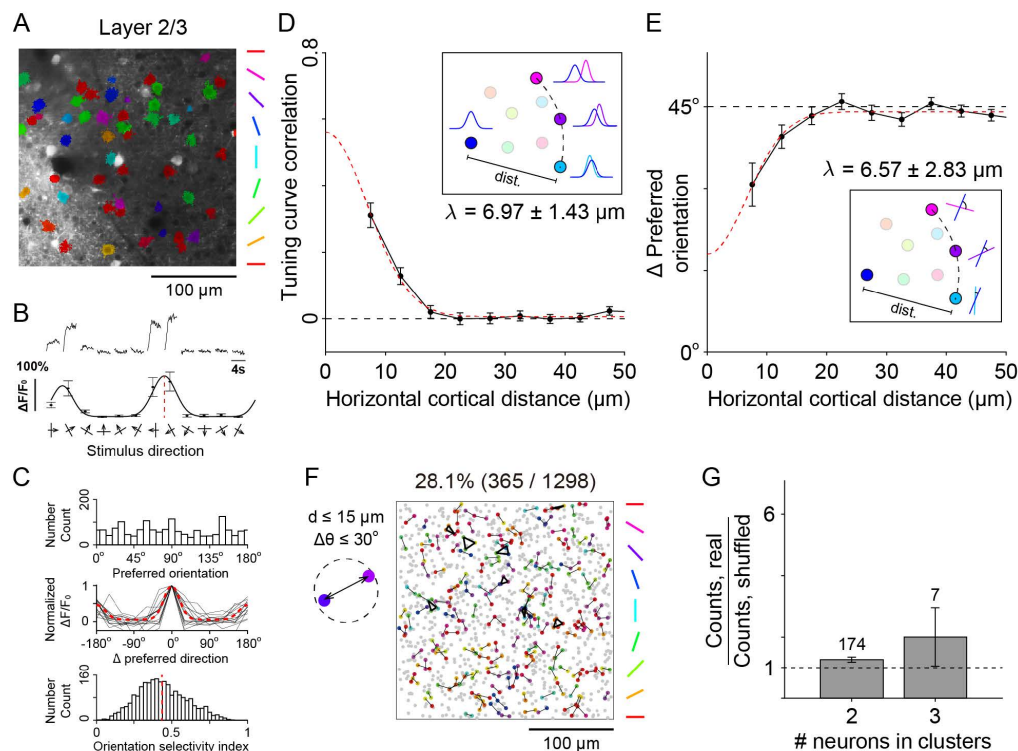 A
Layer 2/3
100 µm
B
100%
ΔF/F₀
4s
Stimulus direction
C
Number
Count
200
0
0° 45° 90° 135° 180°
Preferred orientation
Normalized
ΔF/F₀
1
0
-180° -90° 0° 90° 180°
Δ preferred direction
Number
Count
140
0
0 0.5 1
Orientation selectivity index
D
Tuning curve correlation
0.8
0
dist.
λ = 6.97 ± 1.43 µm
0 10 20 30 40 50
Horizontal cortical distance (µm)
E
Δ Preferred
orientation
45°
0°
λ = 6.57 ± 2.83 µm
dist.
0 10 20 30 40 50
Horizontal cortical distance (µm)
F
28.1% (365 / 1298)
d ≤ 15 µm
Δθ ≤ 30°
100 µm
G
Counts, real
Counts, shuffled
6
1
174
7
2 3
# neurons in clusters